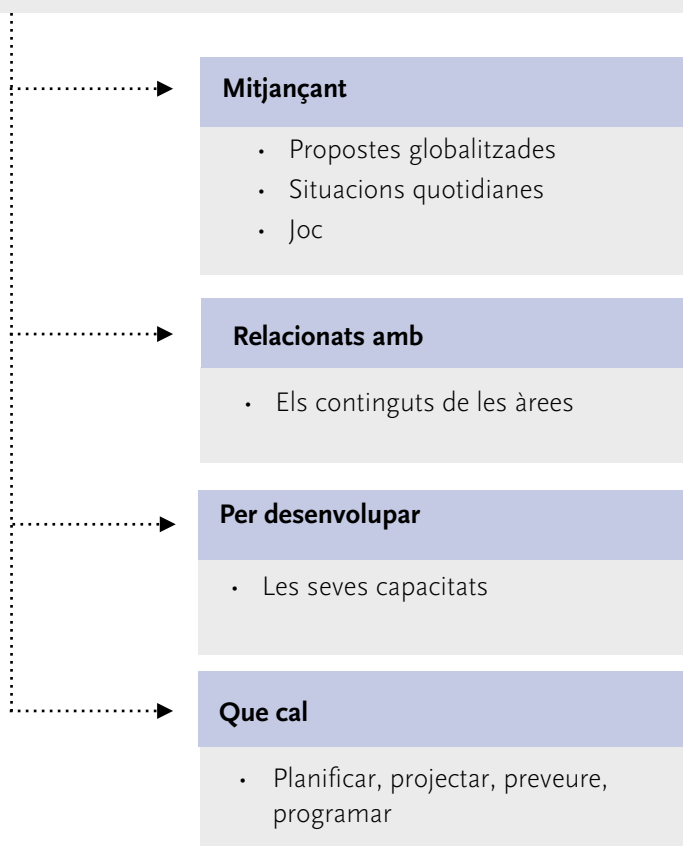 Mitjançant
• Propostes globalitzades
• Situacions quotidianes
• Joc
Relacionats amb
• Els continguts de les àrees
Per desenvolupar
• Les seves capacitats
Que cal
• Planificar, projectar, preveure,
programar